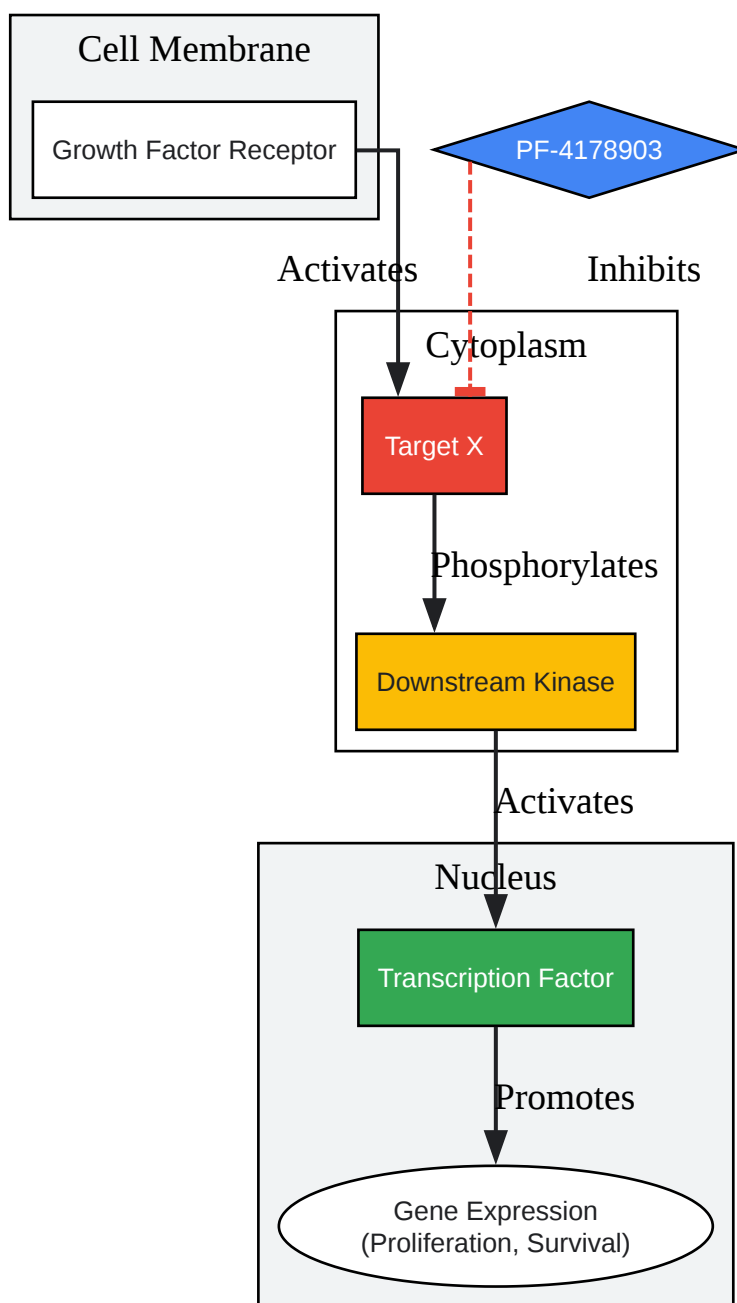 Cell Membrane
Growth Factor Receptor
PF-4178903
Activates
Inhibits
Cytoplasm
Target X
Phosphorylates
Downstream Kinase
Activates
Nucleus
Transcription Factor
Promotes
Gene Expression
(Proliferation, Survival)